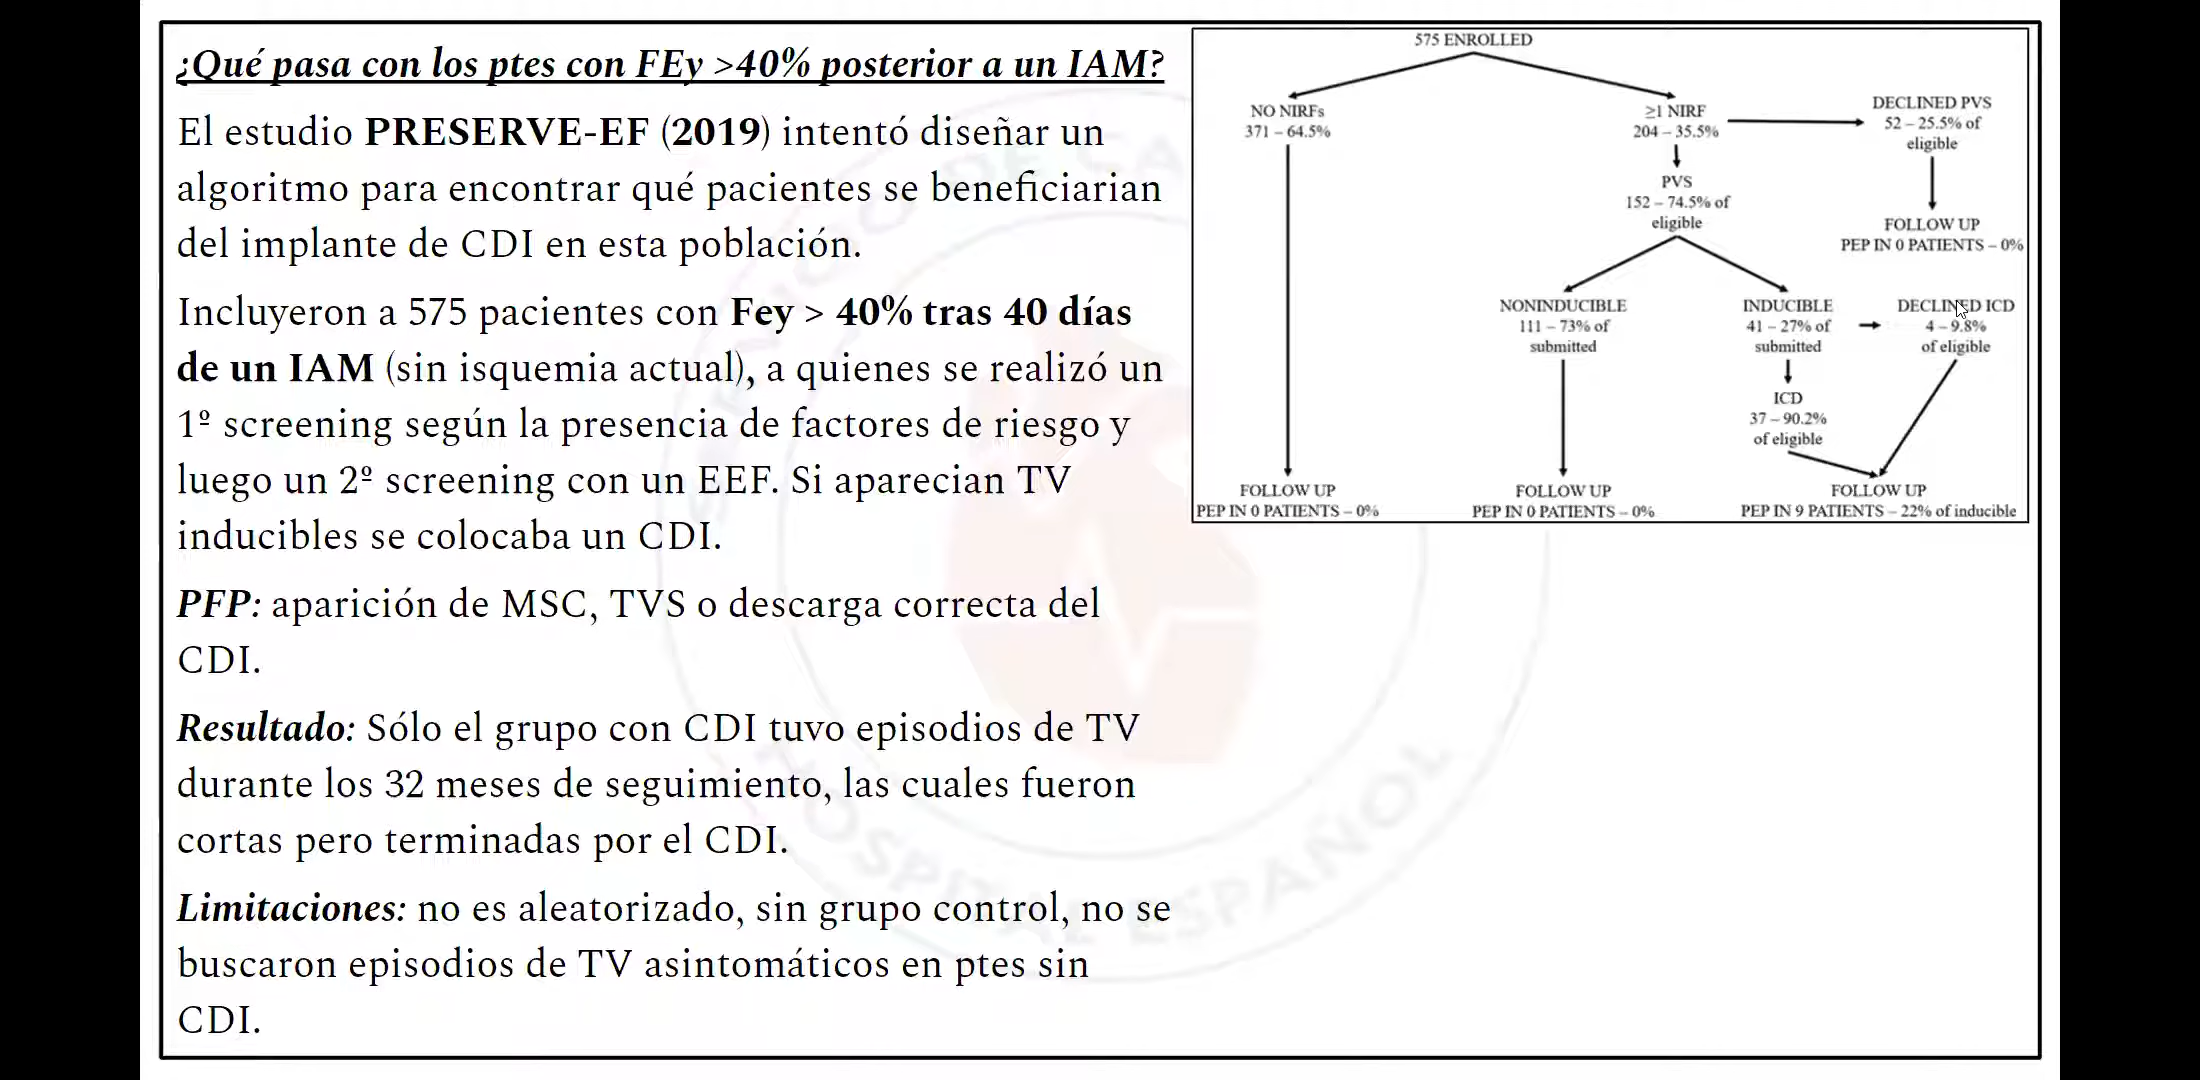 ¿Qué pasa con los ptes con FEy >40% posterior a un IAM?
El estudio PRESERVE-EF (2019) intentó diseñar un
algoritmo para encontrar qué pacientes se beneficiarian
del implante de CDI en esta población.
Incluyeron a 575 pacientes con Fey > 40% tras 40 días
de un IAM (sin isquemia actual), a quienes se realizó un
1º screening según la presencia de factores de riesgo y
luego un 2º screening con un EEF. Si aparecian TV
inducibles se colocaba un CDI.
PFP: aparición de MSC, TVS o descarga correcta del
CDI.
Resultado: Sólo el grupo con CDI tuvo episodios de TV
durante los 32 meses de seguimiento, las cuales fueron
cortas pero terminadas por el CDI.
Limitaciones: no es aleatorizado, sin grupo control, no se
buscaron episodios de TV asintomáticos en ptes sin
CDI.
575 ENROLLED
NO NIRFs
371 – 64.5%
≥1 NIRF
204 – 35.5%
DECLINED PVS
52 – 25.5% of
eligible
PVS
152 – 74.5% of
eligible
FOLLOW UP
PEP IN 0 PATIENTS – 0%
NONINDUCIBLE
111 – 73% of
submitted
INDUCIBLE
41 – 27% of
submitted
DECLINED ICD
4 – 9.8%
of eligible
ICD
37 – 90.2%
of eligible
FOLLOW UP
PEP IN 0 PATIENTS – 0%
FOLLOW UP
PEP IN 0 PATIENTS – 0%
FOLLOW UP
PEP IN 9 PATIENTS – 22% of inducible
HOSPITAL ESPAÑOL